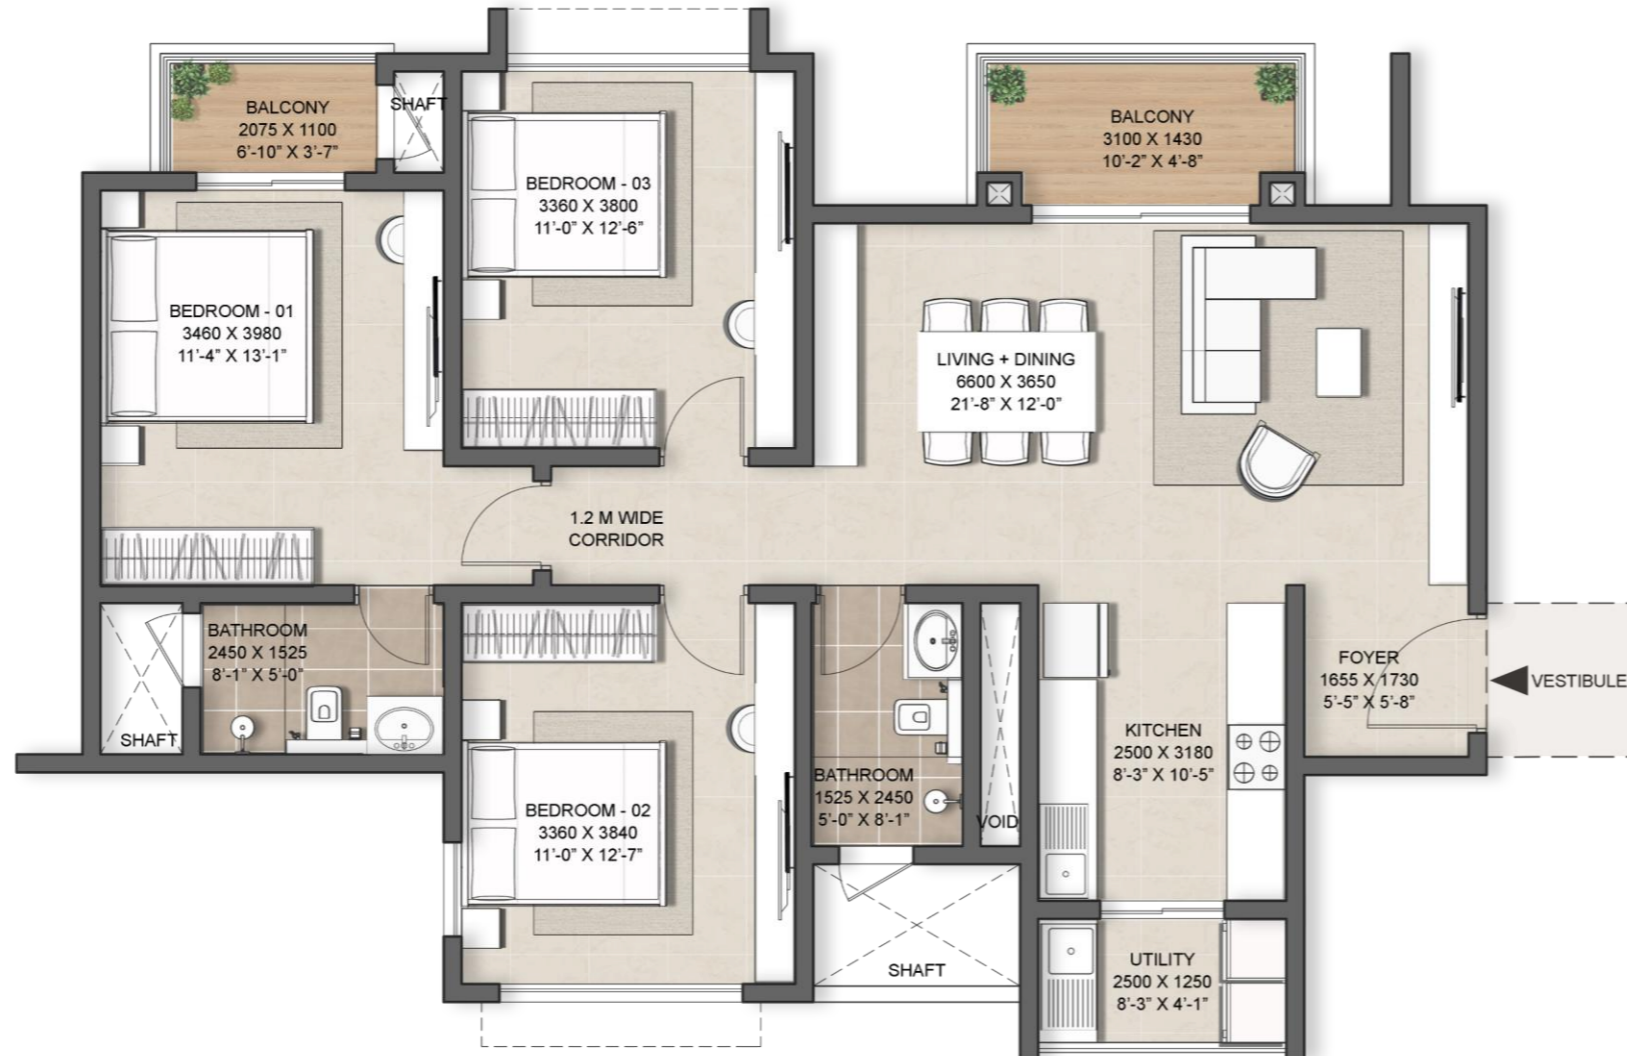 BALCONY
2075 X 1100
6'-10" X 3'-7"
SHAFT
BEDROOM - 03
3360 X 3800
11'-0" X 12'-6"
BALCONY
3100 X 1430
10'-2" X 4'-8"
BEDROOM - 01
3460 X 3980
11'-4" X 13'-1"
LIVING + DINING
6600 X 3650
21'-8" X 12'-0"
1.2 M WIDE
CORRIDOR
BATHROOM
2450 X 1525
8'-1" X 5'-0"
SHAFT
BEDROOM - 02
3360 X 3840
11'-0" X 12'-7"
BATHROOM
1525 X 2450
5'-0" X 8'-1"
VOID
KITCHEN
2500 X 3180
8'-3" X 10'-5"
FOYER
1655 X 1730
5'-5" X 5'-8"
VESTIBULE
SHAFT
UTILITY
2500 X 1250
8'-3" X 4'-1"